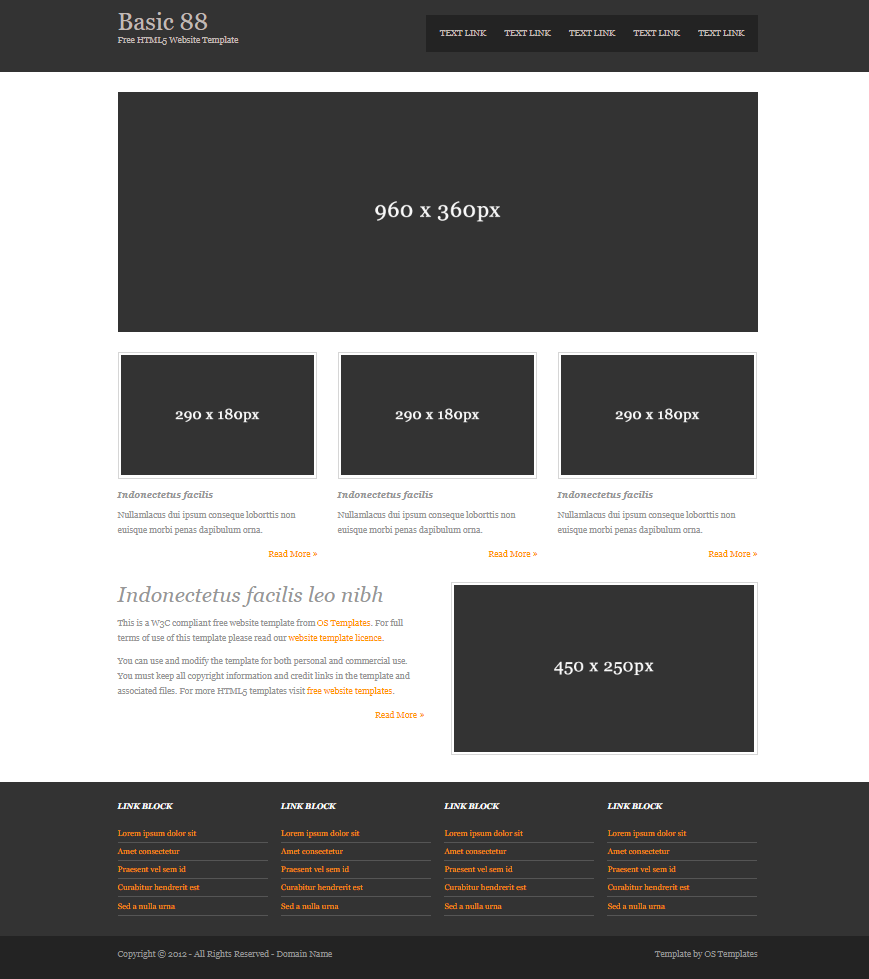 Basic 88
Free HTML5 Website Template
TEXT LINK TEXT LINK TEXT LINK TEXT LINK TEXT LINK
960 x 360px
290 x 180px
290 x 180px
290 x 180px
Indonectetus facilis
Nullamlacus dui ipsum conseque loborttis non
euisque morbi penas dapibulum orna.
Read More »
Indonectetus facilis
Nullamlacus dui ipsum conseque loborttis non
euisque morbi penas dapibulum orna.
Read More »
Indonectetus facilis
Nullamlacus dui ipsum conseque loborttis non
euisque morbi penas dapibulum orna.
Read More »
Indonectetus facilis leo nibh
This is a W3C compliant free website template from OS Templates. For full
terms of use of this template please read our website template licence.
You can use and modify the template for both personal and commercial use.
You must keep all copyright information and credit links in the template and
associated files. For more HTML5 templates visit free website templates.
Read More »
450 x 250px
LINK BLOCK
Lorem ipsum dolor sit
Amet consectetur
Praesent vel sem id
Curabitur hendrerit est
Sed a nulla urna
LINK BLOCK
Lorem ipsum dolor sit
Amet consectetur
Praesent vel sem id
Curabitur hendrerit est
Sed a nulla urna
LINK BLOCK
Lorem ipsum dolor sit
Amet consectetur
Praesent vel sem id
Curabitur hendrerit est
Sed a nulla urna
LINK BLOCK
Lorem ipsum dolor sit
Amet consectetur
Praesent vel sem id
Curabitur hendrerit est
Sed a nulla urna
Copyright © 2012 - All Rights Reserved - Domain Name
Template by OS Templates